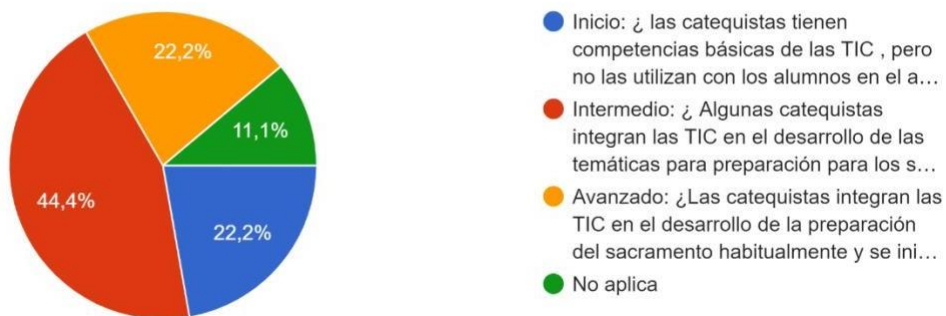 22,2%
11,1%
44,4%
22,2%
Inicio: ¿ las catequistas tienen
competencias básicas de las TIC , pero
no las utilizan con los alumnos en el a…
Intermedio: ¿ Algunas catequistas
integran las TIC en el desarrollo de las
temáticas para preparación para los s…
Avanzado: ¿Las catequistas integran las
TIC en el desarrollo de la preparación
del sacramento habitualmente y se ini…
No aplica